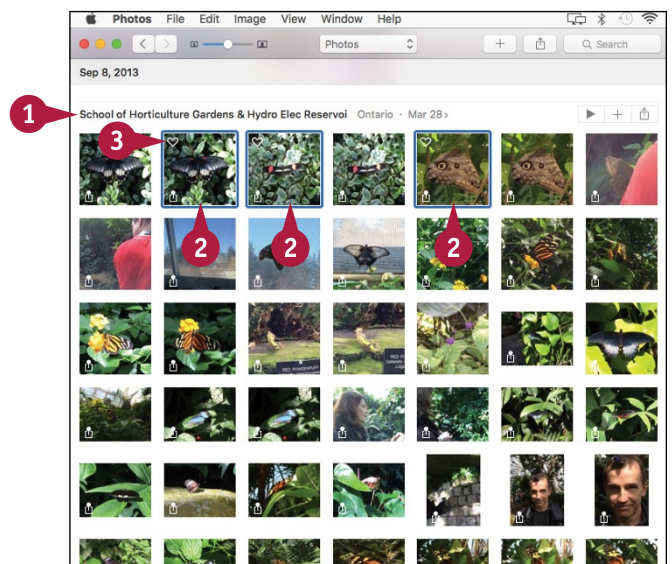 Photos File Edit Image View Window Help
Photos
Search
Sep 8, 2013
1
School of Horticulture Gardens & Hydro Elec Reservoi Ontario · Mar 28 >
3
2 2 2